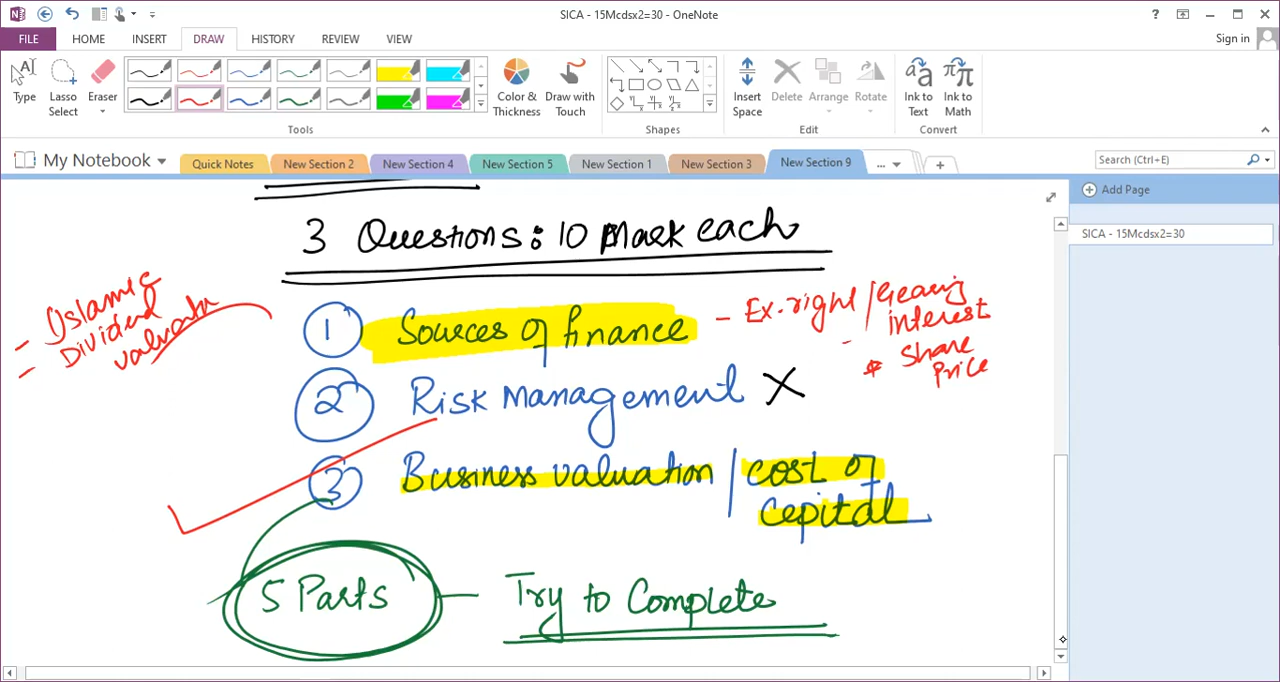 SICA - 15Mcdsx2=30 - OneNote
FILE HOME INSERT DRAW HISTORY REVIEW VIEW
Sign in
Type
Lasso Select
Eraser
Color & Thickness
Draw with Touch
Insert Space
Delete
Arrange
Rotate
Ink to Text
Ink to Math
Tools Shapes Edit Convert
My Notebook
Quick Notes New Section 2 New Section 4 New Section 5 New Section 1 New Section 3 New Section 9 ...
Search (Ctrl+E)
Add Page
SICA - 15Mcdsx2=30
3 Questions: 10 Mark each
- Islamic
- Dividend
valuatn
1 Sources of finance
- Ex.right / Gearing
interest
* Share
Price
2 Risk Management X
3 Business valuation / cost of
cepital
5 Parts - Try to Complete